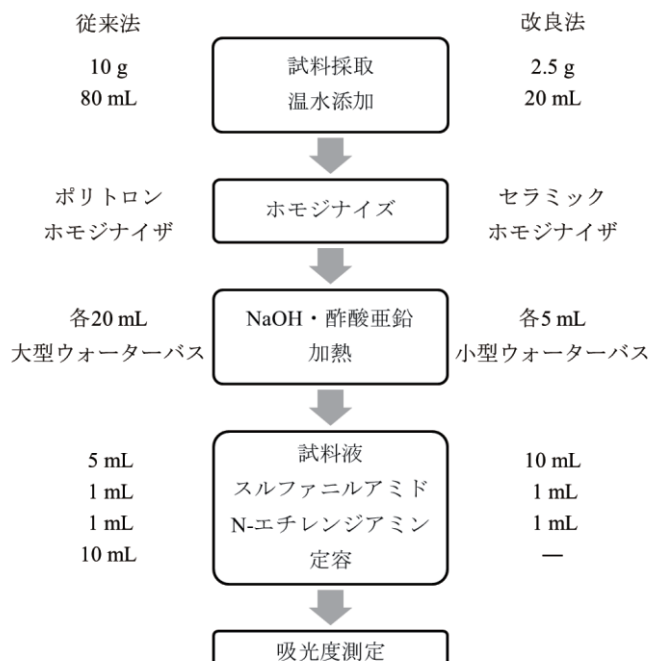 従来法
改良法
10 g
試料採取
2.5 g
80 mL
温水添加
20 mL
ポリトロン
ホモジナイザ
ホモジナイズ
セラミック
ホモジナイザ
各20 mL
大型ウォーターバス
NaOH・酢酸亜鉛
加熱
各5 mL
小型ウォーターバス
5 mL
試料液
10 mL
1 mL
スルファニルアミド
1 mL
1 mL
N-エチレンジアミン
1 mL
10 mL
定容
—
吸光度測定